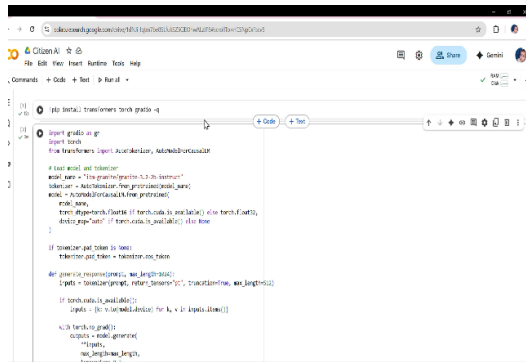 Citizen AI
File Edit View Insert Runtime Tools Help
Share
Gemini
Commands + Code + Text Run all
RAM
Disk
!pip install transformers torch gradio -q
+ Code + Text
import gradio as gr
import torch
from transformers import AutoTokenizer, AutoModelForCausalLM
# Load model and tokenizer
model_name = "ibm-granite/granite-3.2-2b-instruct"
tokenizer = AutoTokenizer.from_pretrained(model_name)
model = AutoModelForCausalLM.from_pretrained(
model_name,
torch_dtype=torch.float16 if torch.cuda.is_available() else torch.float32,
device_map="auto" if torch.cuda.is_available() else None
)
if tokenizer.pad_token is None:
tokenizer.pad_token = tokenizer.eos_token
def generate_response(prompt, max_length=1024):
inputs = tokenizer(prompt, return_tensors="pt", truncation=True, max_length=512)
if torch.cuda.is_available():
inputs = {k: v.to(model.device) for k, v in inputs.items()}
with torch.no_grad():
outputs = model.generate(
**inputs,
max_length=max_length,